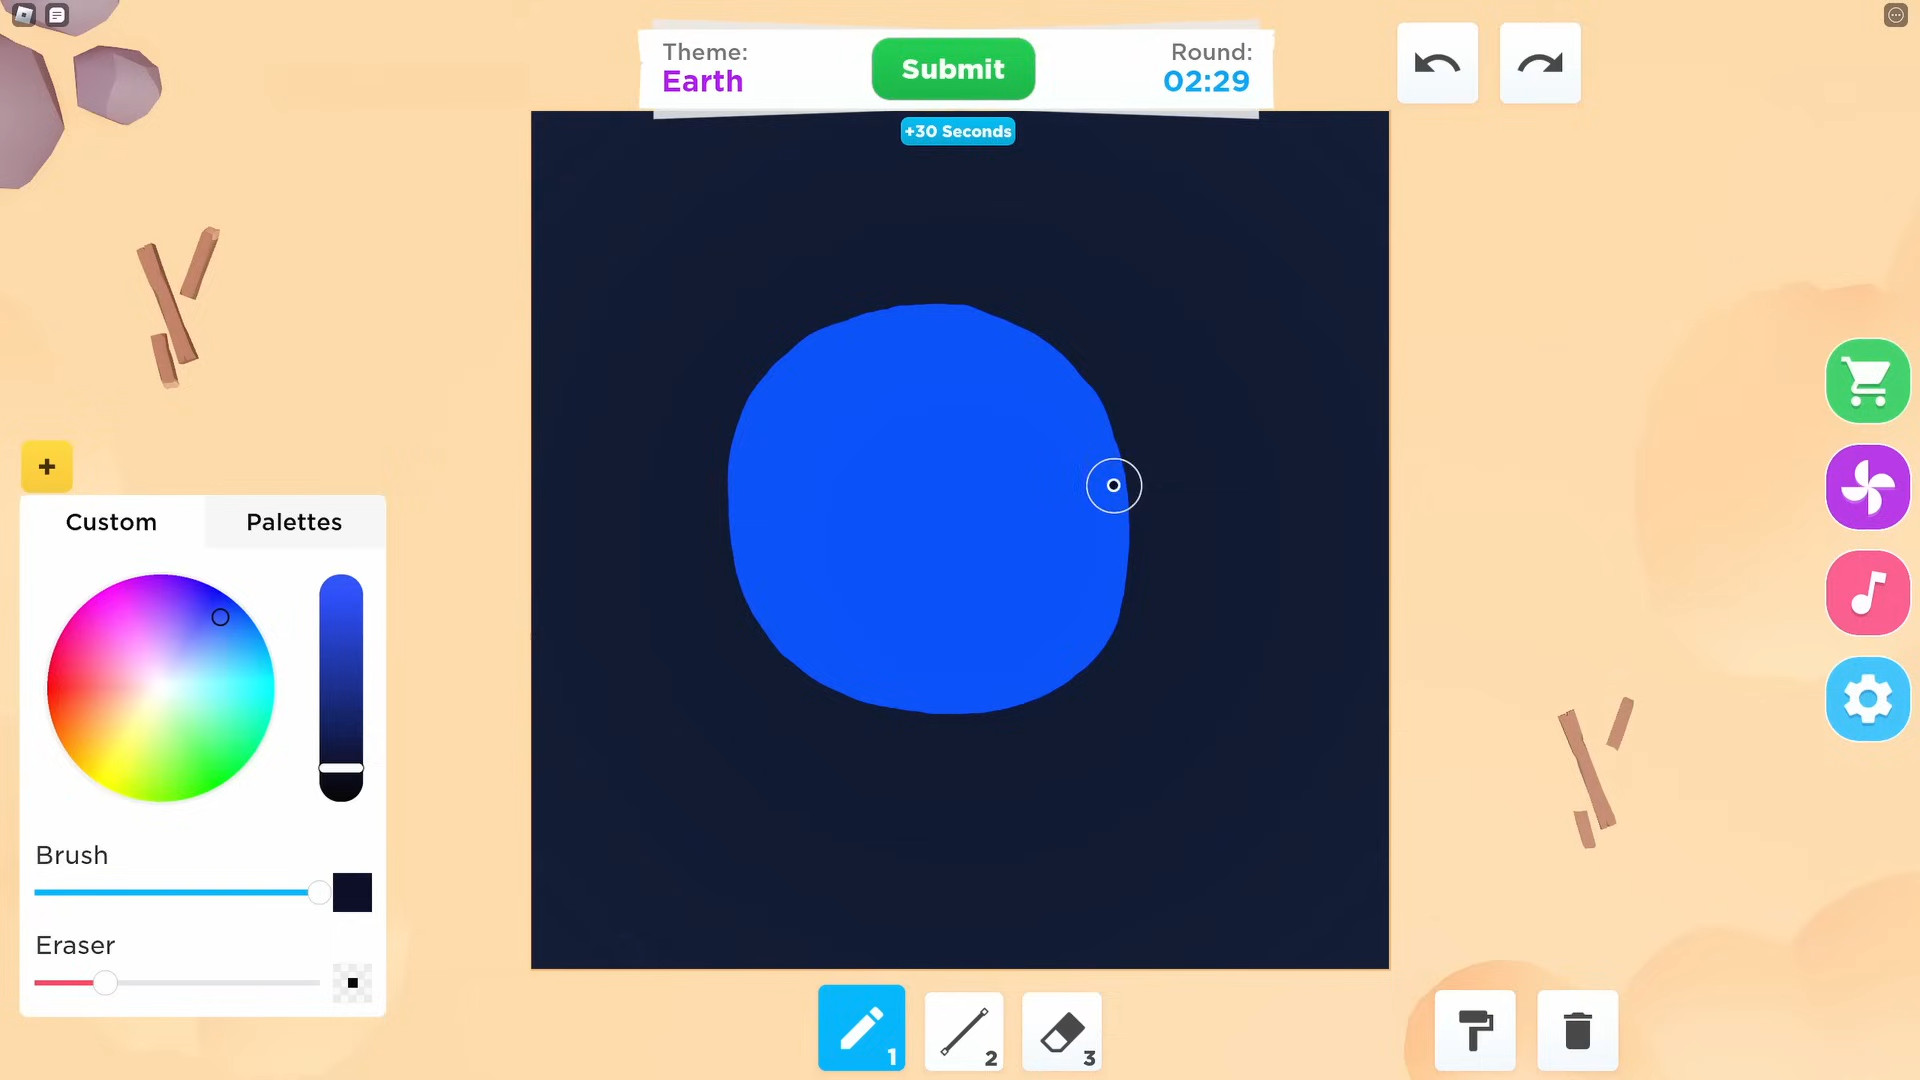 Theme:
Earth
Submit
Round:
02:29
+30 Seconds
+
Custom
Palettes
Brush
Eraser
1
2
3